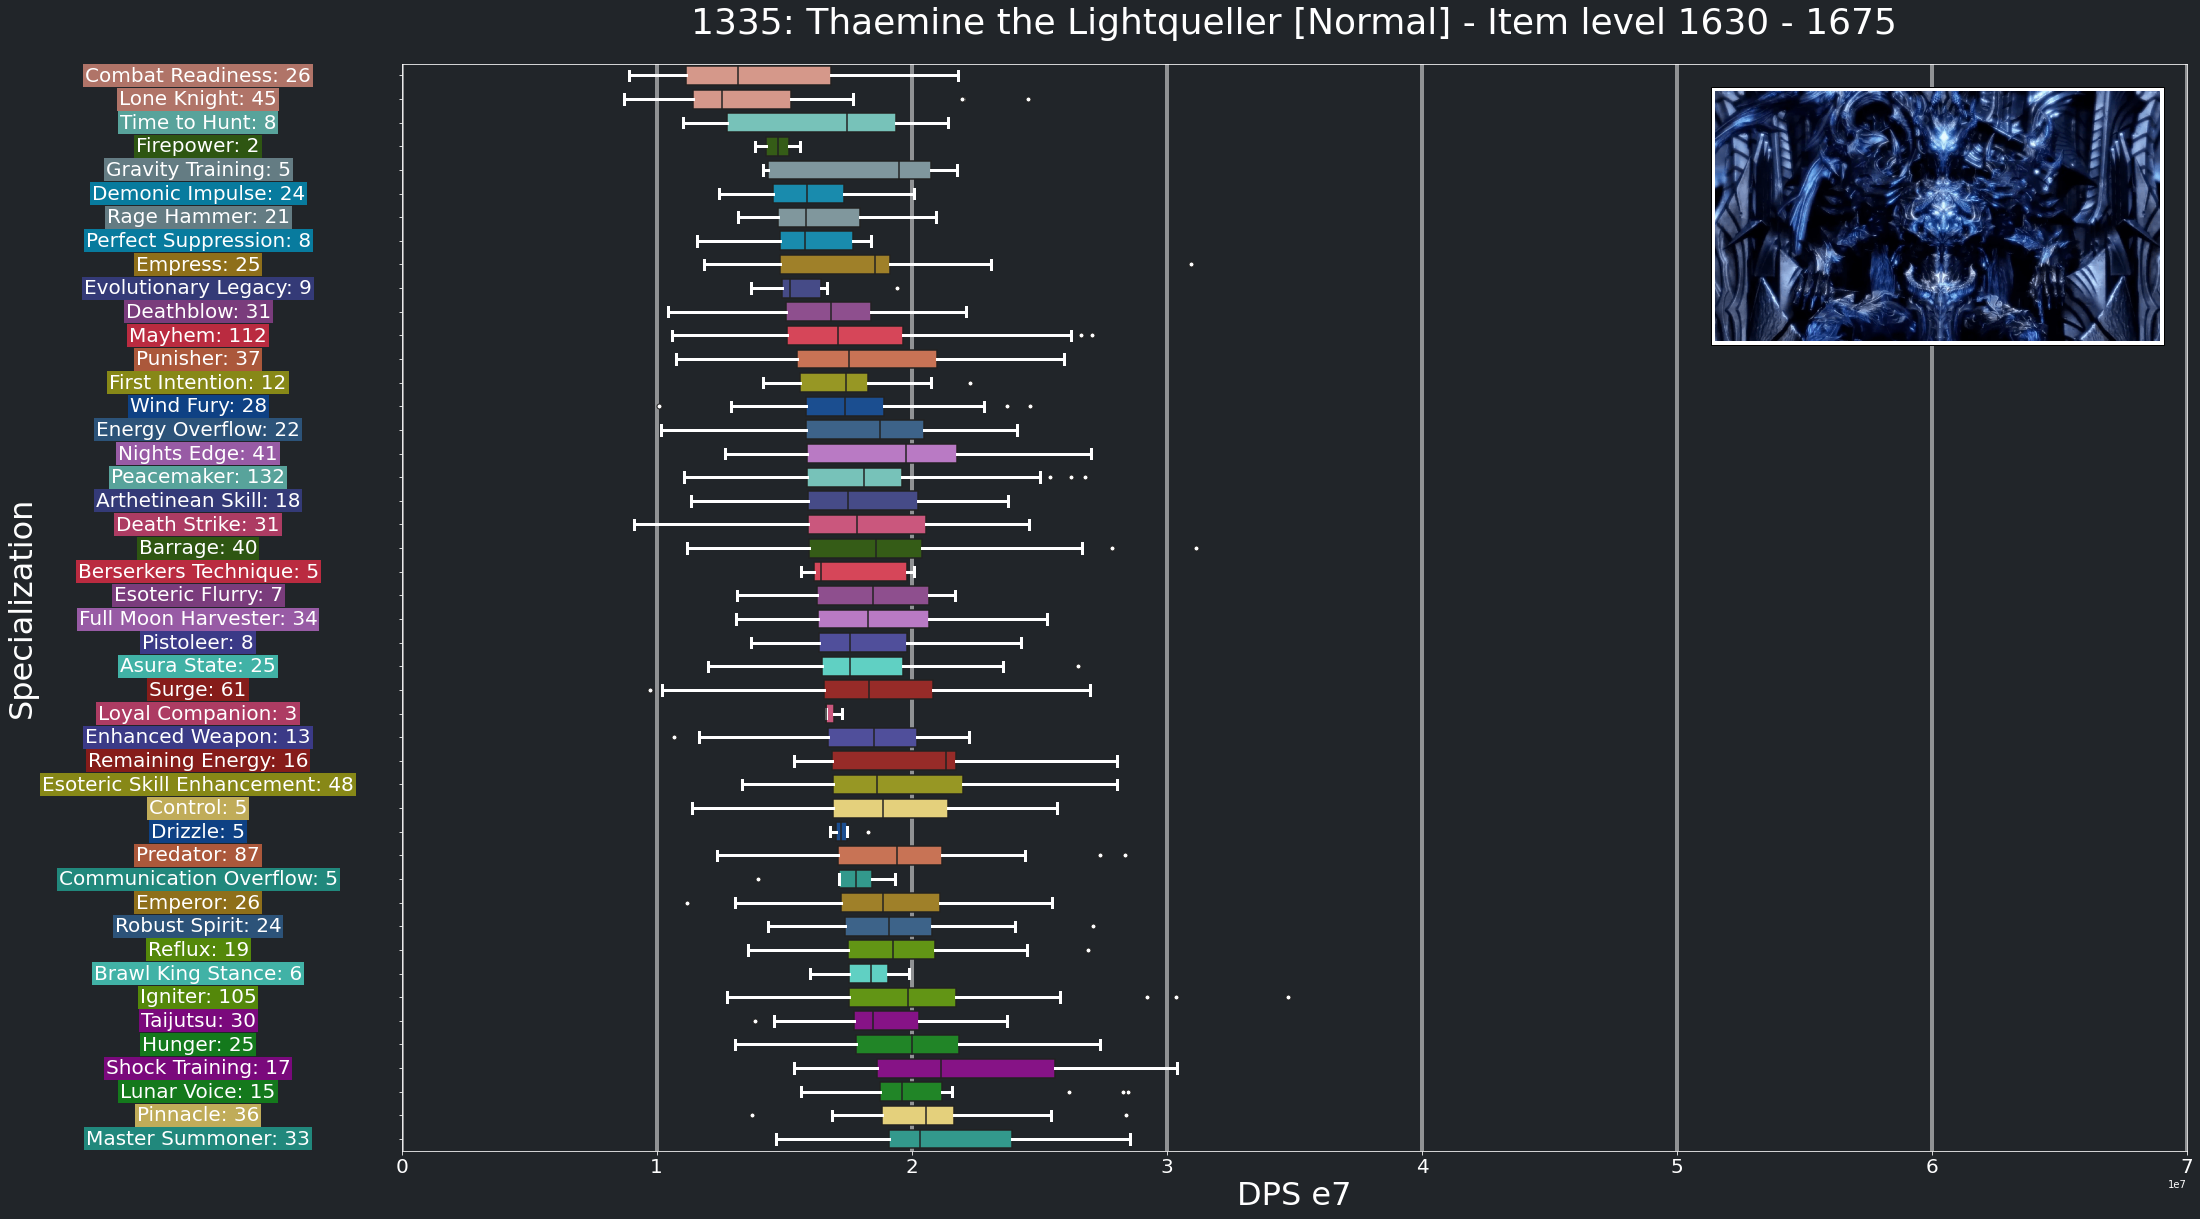 1335: Thaemine the Lightqueller [Normal] - Item level 1630 - 1675
Specialization
Combat Readiness: 26
Lone Knight: 45
Time to Hunt: 8
Firepower: 2
Gravity Training: 5
Demonic Impulse: 24
Rage Hammer: 21
Perfect Suppression: 8
Empress: 25
Evolutionary Legacy: 9
Deathblow: 31
Mayhem: 112
Punisher: 37
First Intention: 12
Wind Fury: 28
Energy Overflow: 22
Nights Edge: 41
Peacemaker: 132
Arthetinean Skill: 18
Death Strike: 31
Barrage: 40
Berserkers Technique: 5
Esoteric Flurry: 7
Full Moon Harvester: 34
Pistoleer: 8
Asura State: 25
Surge: 61
Loyal Companion: 3
Enhanced Weapon: 13
Remaining Energy: 16
Esoteric Skill Enhancement: 48
Control: 5
Drizzle: 5
Predator: 87
Communication Overflow: 5
Emperor: 26
Robust Spirit: 24
Reflux: 19
Brawl King Stance: 6
Igniter: 105
Taijutsu: 30
Hunger: 25
Shock Training: 17
Lunar Voice: 15
Pinnacle: 36
Master Summoner: 33
0 1 2 3 4 5 6 7
1e7
DPS e7